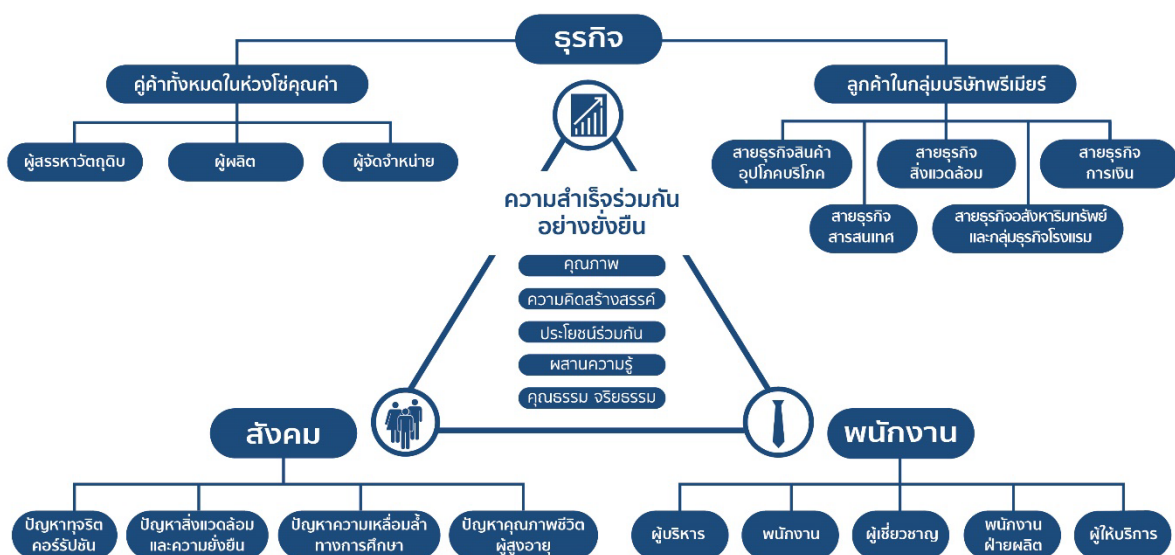 ธุรกิจ
คู่ค้าทั้งหมดในห่วงโซ่คุณค่า
ผู้สรรหาวัตถุดิบ
ผู้ผลิต
ผู้จัดจำหน่าย
ลูกค้าในกลุ่มบริษัทพรีเมียร์
สายธุรกิจสินค้า
อุปโภคบริโภค
สายธุรกิจ
สิ่งแวดล้อม
สายธุรกิจ
การเงิน
สายธุรกิจ
สารสนเทศ
สายธุรกิจอสังหาริมทรัพย์
และกลุ่มธุรกิจโรงแรม
ความสำเร็จร่วมกัน
อย่างยั่งยืน
คุณภาพ
ความคิดสร้างสรรค์
ประโยชน์ร่วมกัน
ผสานความรู้
คุณธรรม จริยธรรม
สังคม
ปัญหาทุจริต
คอร์รัปชัน
ปัญหาสิ่งแวดล้อม
และความยั่งยืน
ปัญหาความเหลื่อมล้ำ
ทางการศึกษา
ปัญหาคุณภาพชีวิต
ผู้สูงอายุ
พนักงาน
ผู้บริหาร
พนักงาน
ผู้เชี่ยวชาญ
พนักงาน
ฝ่ายผลิต
ผู้ให้บริการ